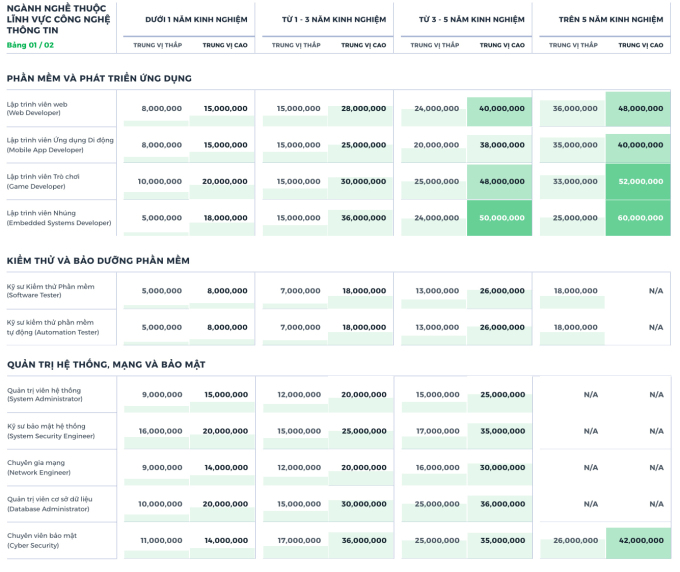 NGÀNH NGHỀ THUỘC
LĨNH VỰC CÔNG NGHỆ
THÔNG TIN
Bảng 01 / 02
DƯỚI 1 NĂM KINH NGHIỆM
TỪ 1 - 3 NĂM KINH NGHIỆM
TỪ 3 - 5 NĂM KINH NGHIỆM
TRÊN 5 NĂM KINH NGHIỆM
TRUNG VỊ THẤP TRUNG VỊ CAO TRUNG VỊ THẤP TRUNG VỊ CAO TRUNG VỊ THẤP TRUNG VỊ CAO TRUNG VỊ THẤP TRUNG VỊ CAO
PHẦN MỀM VÀ PHÁT TRIỂN ỨNG DỤNG
Lập trình viên web
(Web Developer)
8,000,000 15,000,000 15,000,000 28,000,000 24,000,000 40,000,000 36,000,000 48,000,000
Lập trình viên Ứng dụng Di động
(Mobile App Developer)
8,000,000 15,000,000 15,000,000 25,000,000 20,000,000 38,000,000 35,000,000 40,000,000
Lập trình viên Trò chơi
(Game Developer)
10,000,000 20,000,000 15,000,000 30,000,000 25,000,000 48,000,000 33,000,000 52,000,000
Lập trình viên Nhúng
(Embedded Systems Developer)
5,000,000 18,000,000 15,000,000 36,000,000 24,000,000 50,000,000 25,000,000 60,000,000
KIỂM THỬ VÀ BẢO DƯỠNG PHẦN MỀM
Kỹ sư Kiểm thử Phần mềm
(Software Tester)
5,000,000 8,000,000 7,000,000 18,000,000 13,000,000 26,000,000 18,000,000 N/A
Kỹ sư kiểm thử phần mềm
tự động (Automation Tester)
5,000,000 8,000,000 7,000,000 18,000,000 13,000,000 26,000,000 18,000,000 N/A
QUẢN TRỊ HỆ THỐNG, MẠNG VÀ BẢO MẬT
Quản trị viên hệ thống
(System Administrator)
9,000,000 15,000,000 12,000,000 20,000,000 15,000,000 25,000,000 N/A N/A
Kỹ sư bảo mật hệ thống
(System Security Engineer)
16,000,000 20,000,000 15,000,000 25,000,000 17,000,000 35,000,000 N/A N/A
Chuyên gia mạng
(Network Engineer)
9,000,000 14,000,000 12,000,000 20,000,000 16,000,000 30,000,000 N/A N/A
Quản trị viên cơ sở dữ liệu
(Database Administrator)
10,000,000 20,000,000 15,000,000 30,000,000 25,000,000 36,000,000 N/A N/A
Chuyên viên bảo mật
(Cyber Security)
11,000,000 14,000,000 17,000,000 36,000,000 25,000,000 35,000,000 26,000,000 42,000,000